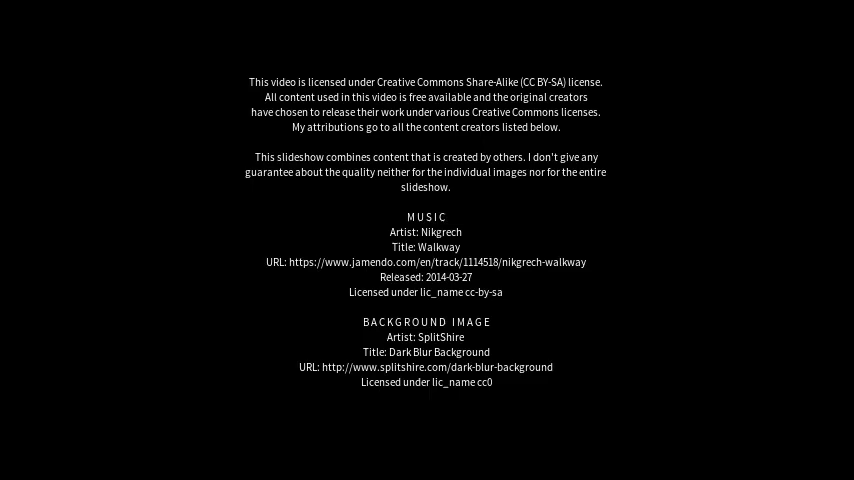 This video is licensed under Creative Commons Share-Alike (CC BY-SA) license.
All content used in this video is free available and the original creators
have chosen to release their work under various Creative Commons licenses.
My attributions go to all the content creators listed below.
This slideshow combines content that is created by others. I don't give any
guarantee about the quality neither for the individual images nor for the entire
slideshow.
MUSIC
Artist: Nikgrech
Title: Walkway
URL: https://www.jamendo.com/en/track/1114518/nikgrech-walkway
Released: 2014-03-27
Licensed under lic_name cc-by-sa
BACKGROUND IMAGE
Artist: SplitShire
Title: Dark Blur Background
URL: http://www.splitshire.com/dark-blur-background
Licensed under lic_name cc0